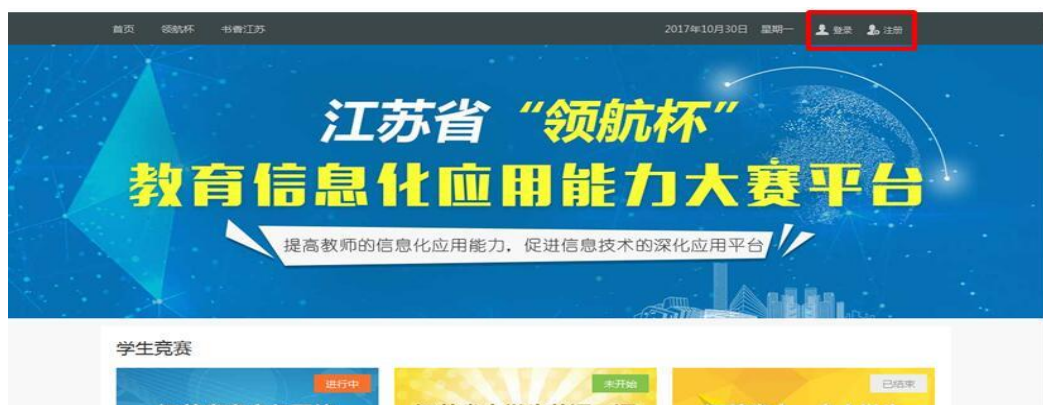 首页 领航杯 书香江苏 2017年10月30日 星期一 登录 注册
江苏省“领航杯”
教育信息化应用能力大赛平台
提高教师的信息化应用能力，促进信息技术的深化应用平台
学生竞赛
进行中 未开始 已结束